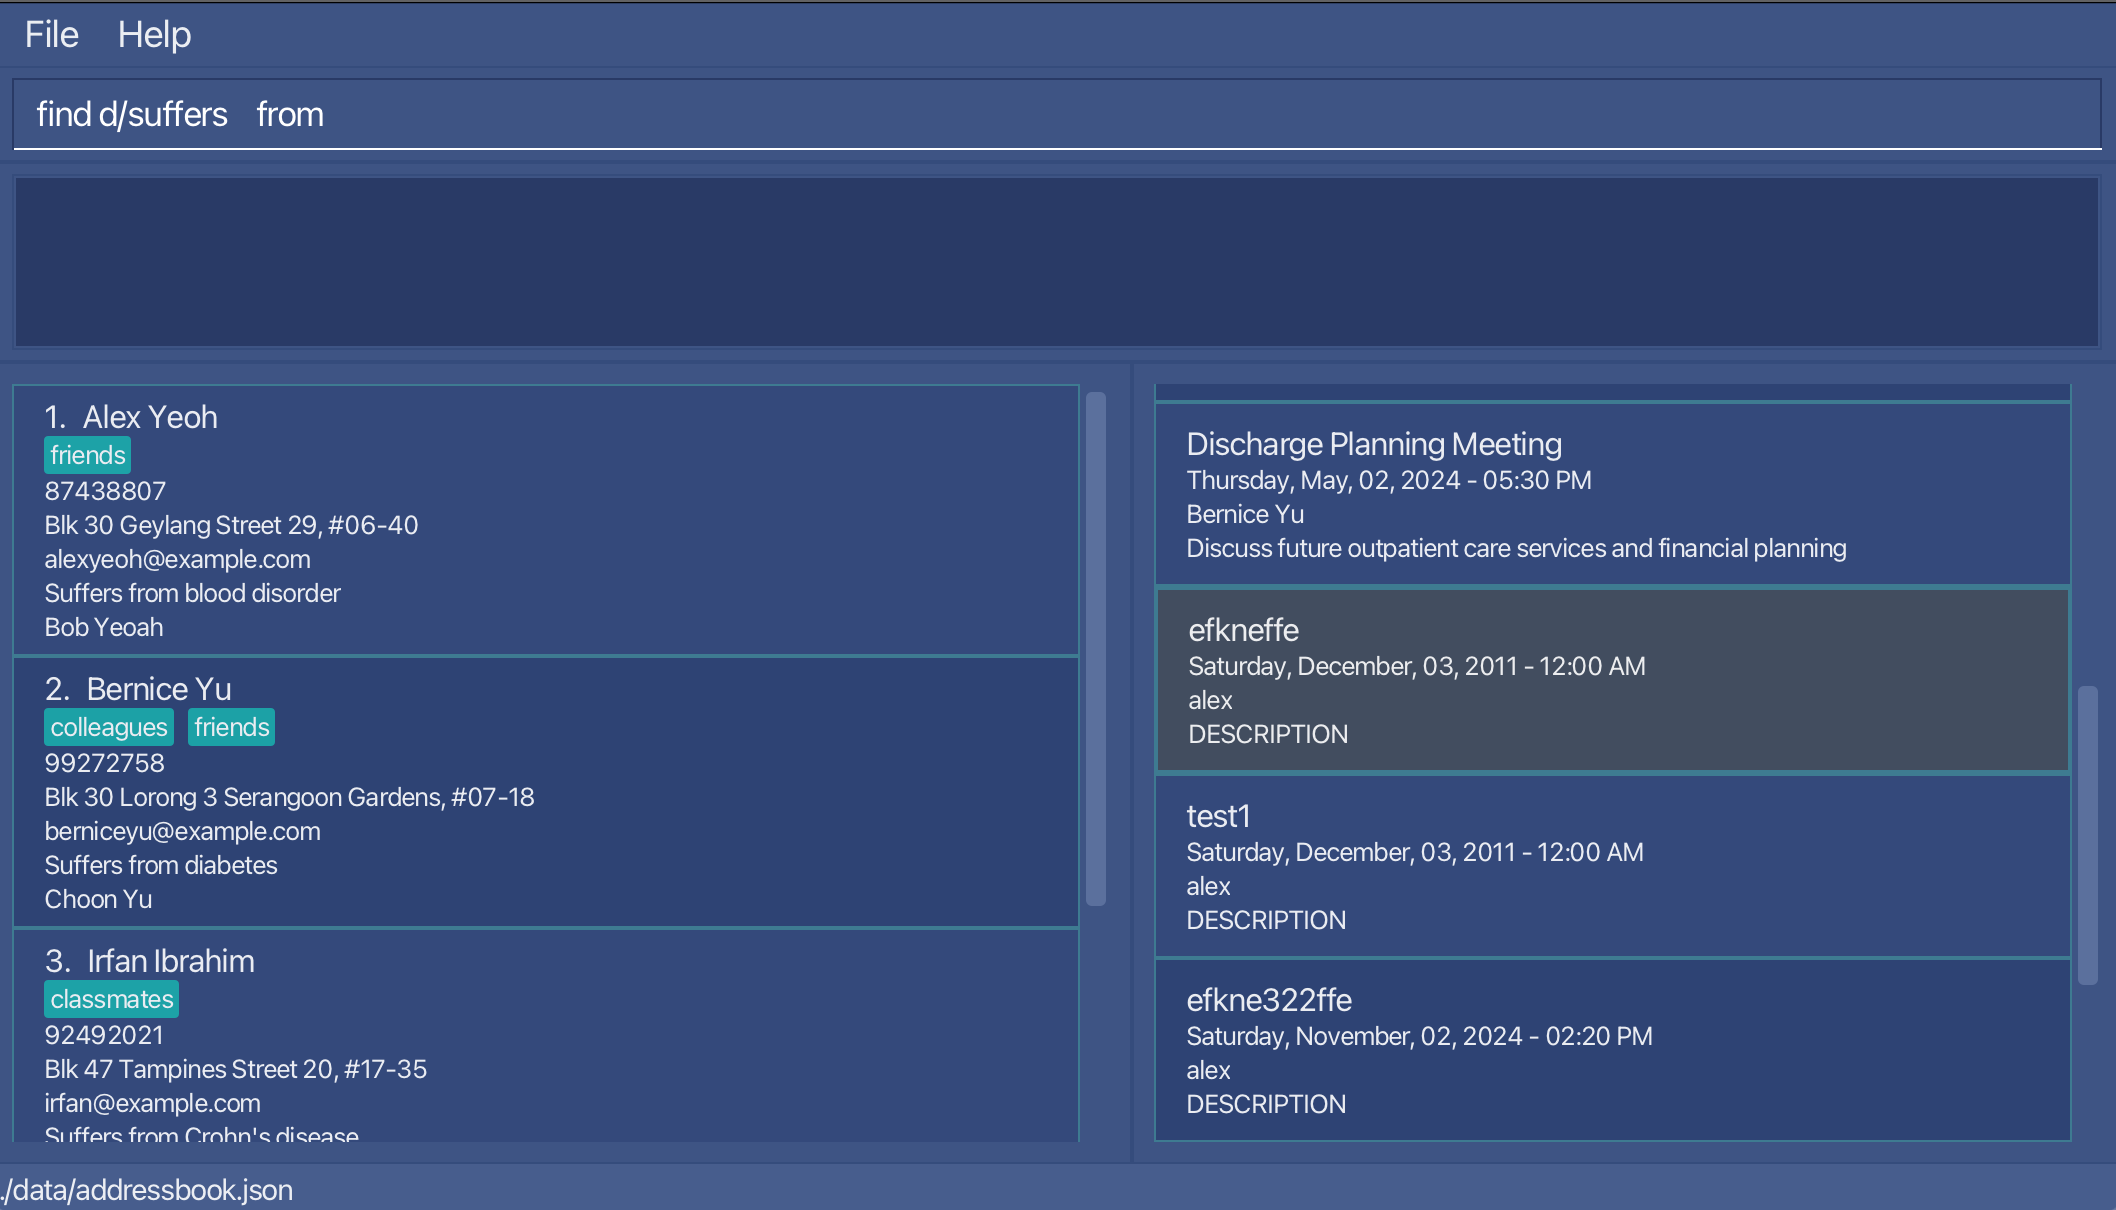 File Help
find d/suffers   from
1. Alex Yeoh
friends
87438807
Blk 30 Geylang Street 29, #06-40
alexyeoh@example.com
Suffers from blood disorder
Bob Yeoah
2. Bernice Yu
colleagues friends
99272758
Blk 30 Lorong 3 Serangoon Gardens, #07-18
berniceyu@example.com
Suffers from diabetes
Choon Yu
3. Irfan Ibrahim
classmates
92492021
Blk 47 Tampines Street 20, #17-35
irfan@example.com
Suffers from Crohn's disease
Discharge Planning Meeting
Thursday, May, 02, 2024 - 05:30 PM
Bernice Yu
Discuss future outpatient care services and financial planning
efkneffe
Saturday, December, 03, 2011 - 12:00 AM
alex
DESCRIPTION
test1
Saturday, December, 03, 2011 - 12:00 AM
alex
DESCRIPTION
efkne322ffe
Saturday, November, 02, 2024 - 02:20 PM
alex
DESCRIPTION
./data/addressbook.json